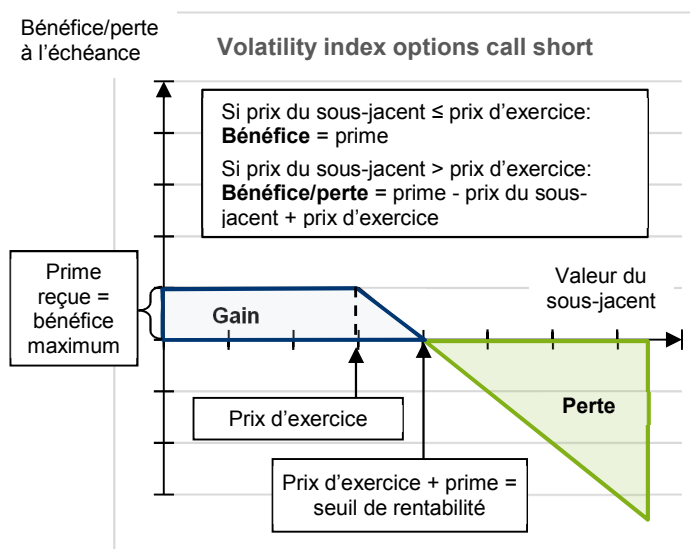 Bénéfice/perte
à l'échéance
Volatility index options call short
Si prix du sous-jacent ≤ prix d'exercice:
Bénéfice = prime
Si prix du sous-jacent > prix d'exercice:
Bénéfice/perte = prime - prix du sous-
jacent + prix d'exercice
Prime
reçue =
bénéfice
maximum
Gain
Valeur du
sous-jacent
Prix d'exercice
Perte
Prix d'exercice + prime =
seuil de rentabilité